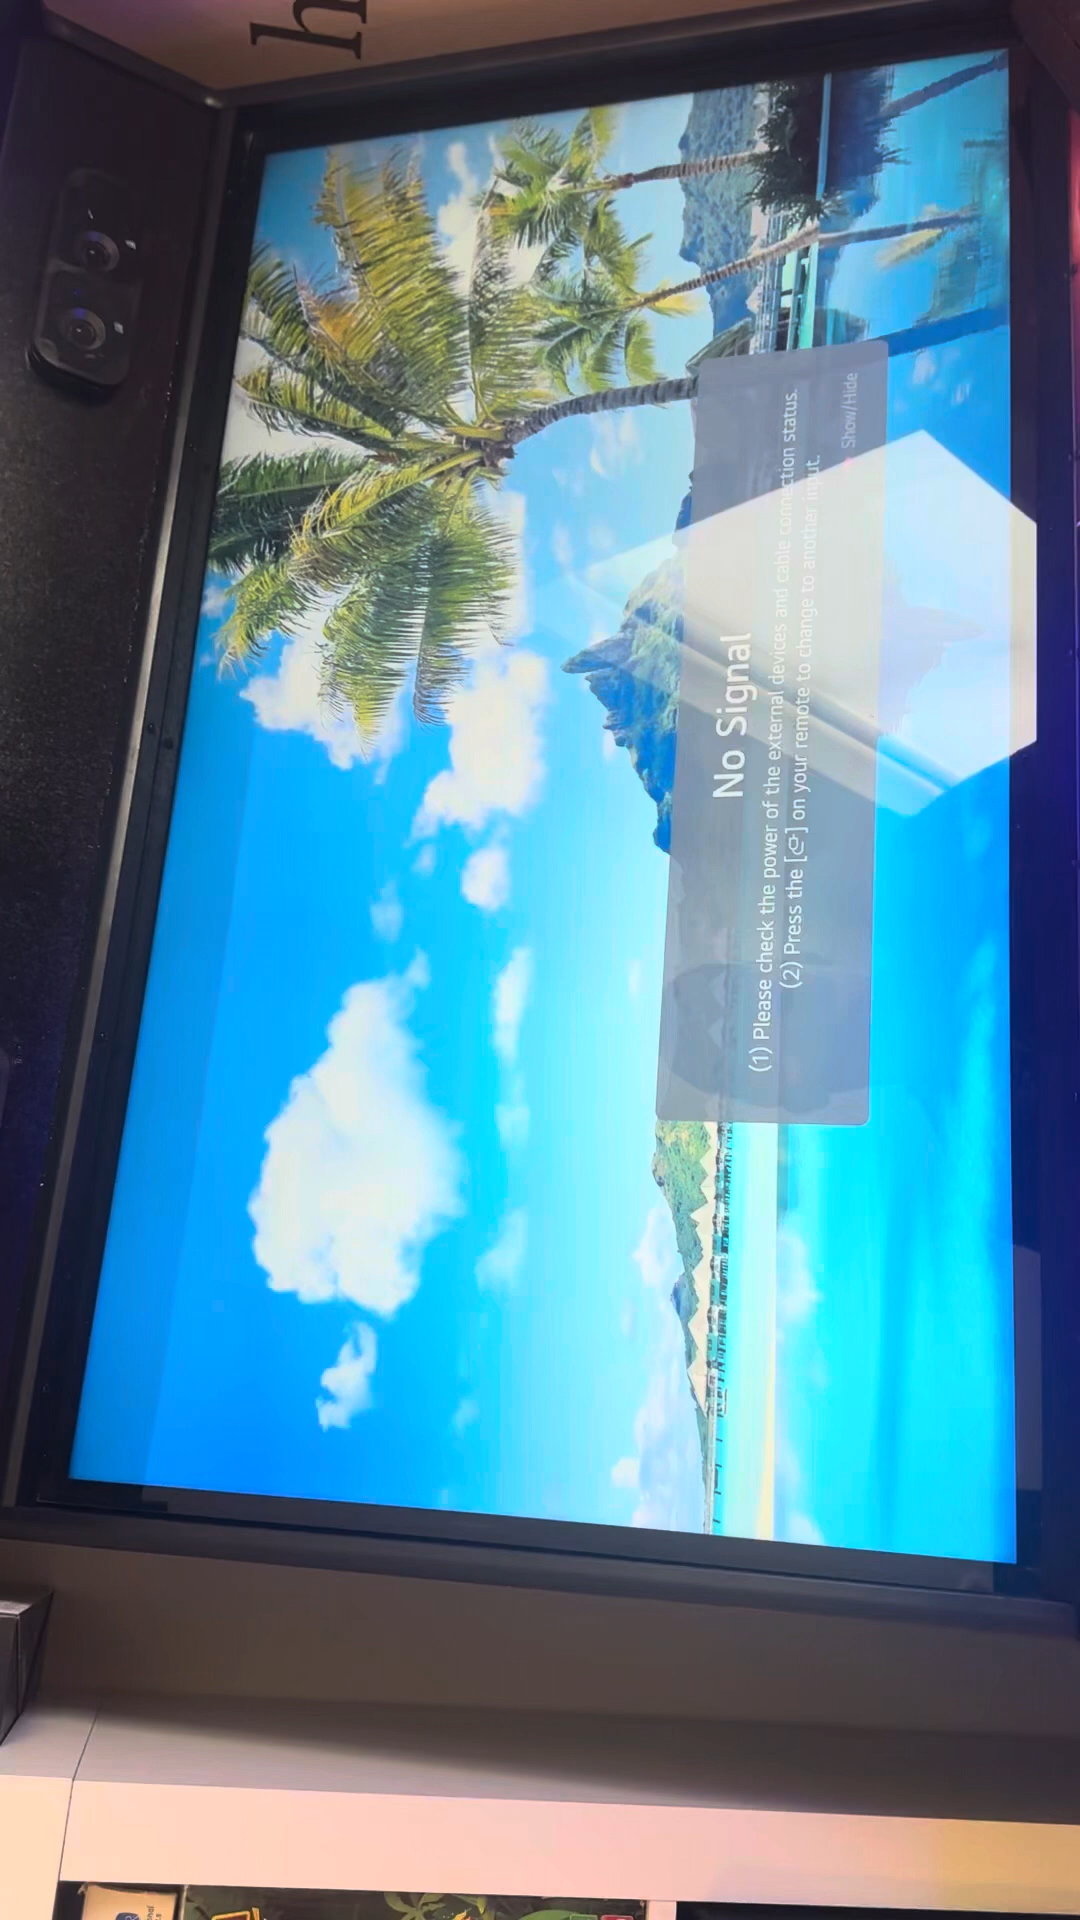 h
No Signal
(1) Please check the power of the external devices and cable connection status.
(2) Press the [] on your remote to change to another input.
Show/Hide